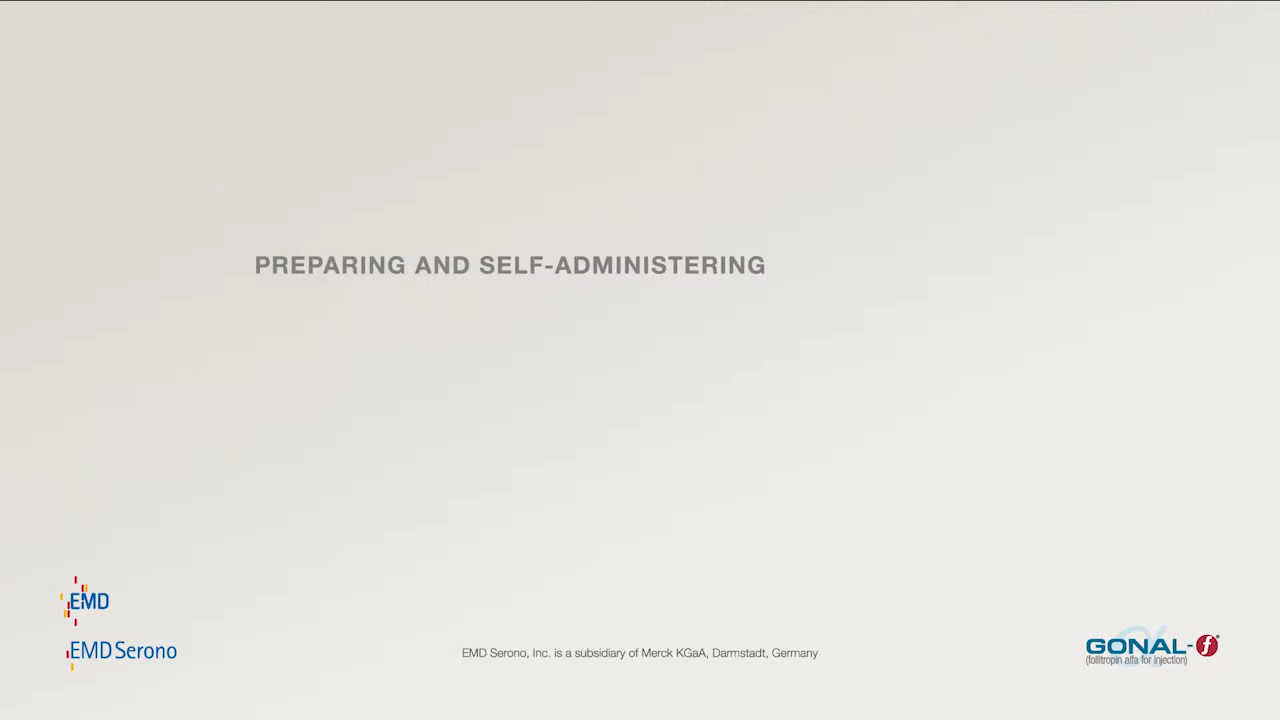 PREPARING AND SELF-ADMINISTERING
EMD
EMD Serono
EMD Serono, Inc. is a subsidiary of Merck KGaA, Darmstadt, Germany
GONAL-f®
(follitropin alfa for injection)